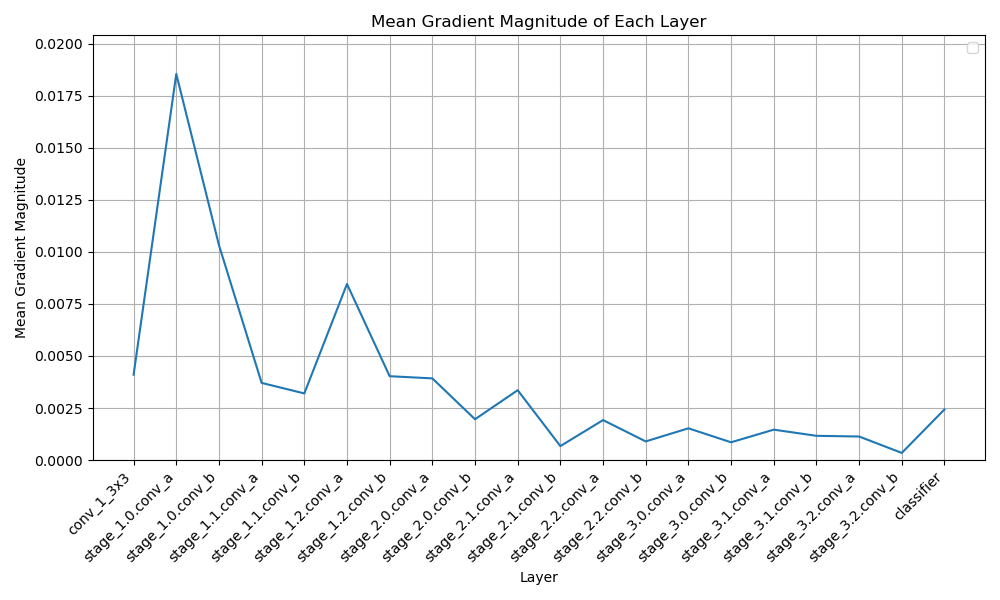 Mean Gradient Magnitude of Each Layer
Mean Gradient Magnitude
0.0200
0.0175
0.0150
0.0125
0.0100
0.0075
0.0050
0.0025
0.0000
conv_1_3x3
stage_1.0.conv_a
stage_1.0.conv_b
stage_1.1.conv_a
stage_1.1.conv_b
stage_1.2.conv_a
stage_1.2.conv_b
stage_2.0.conv_a
stage_2.0.conv_b
stage_2.1.conv_a
stage_2.1.conv_b
stage_2.2.conv_a
stage_2.2.conv_b
stage_3.0.conv_a
stage_3.0.conv_b
stage_3.1.conv_a
stage_3.1.conv_b
stage_3.2.conv_a
stage_3.2.conv_b
classifier
Layer